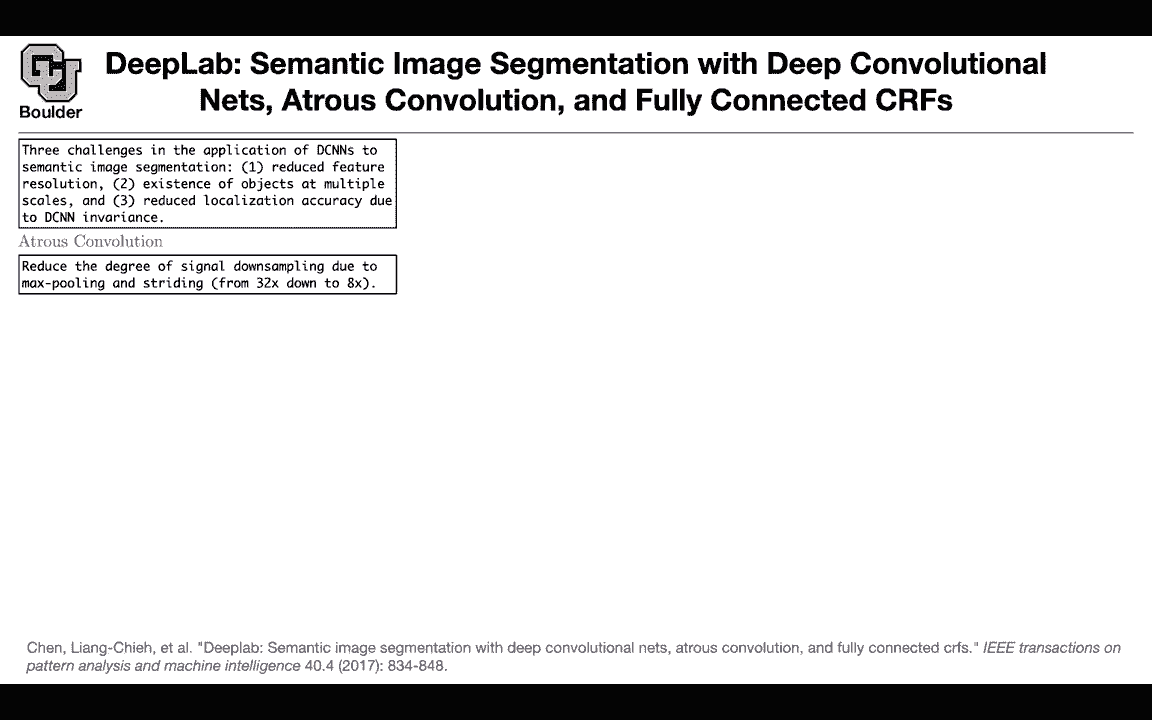 DeepLab: Semantic Image Segmentation with Deep Convolutional
Nets, Atrous Convolution, and Fully Connected CRFs
CU
Boulder
Three challenges in the application of DCNNs to
semantic image segmentation: (1) reduced feature
resolution, (2) existence of objects at multiple
scales, and (3) reduced localization accuracy due
to DCNN invariance.
Atrous Convolution
Reduce the degree of signal downsampling due to
max-pooling and striding (from 32x down to 8x).
Chen, Liang-Chieh, et al. "Deeplab: Semantic image segmentation with deep convolutional nets, atrous convolution, and fully connected crfs." IEEE transactions on
pattern analysis and machine intelligence 40.4 (2017): 834-848.